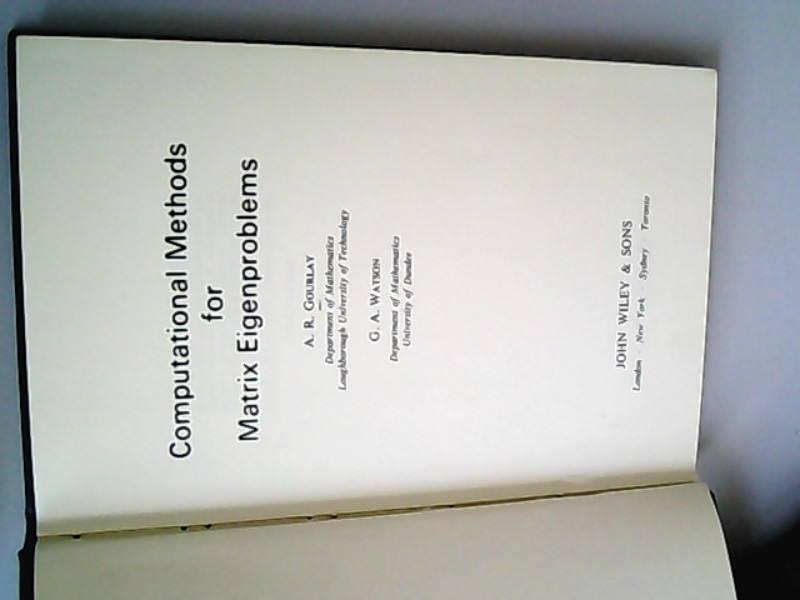 Computational Methods
for
Matrix Eigenproblems
A. R. GOURLAY
Department of Mathematics
Loughborough University of Technology
G. A. WATSON
Department of Mathematics
University of Dundee
JOHN WILEY & SONS
London · New York · Sydney · Toronto